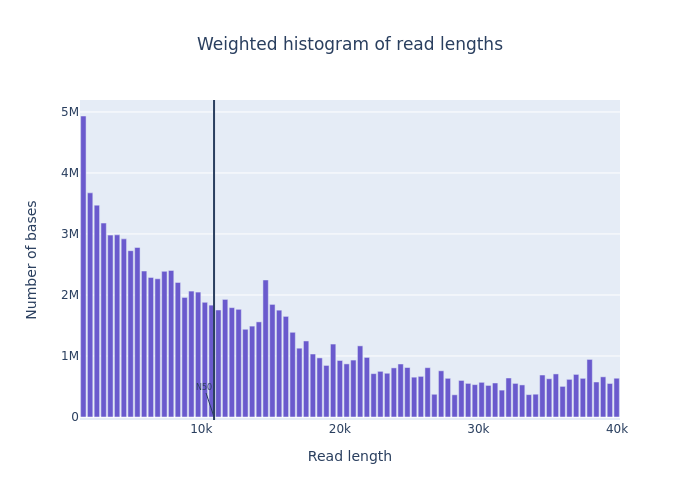 Weighted histogram of read lengths
Number of bases
5M
4M
3M
2M
1M
0
N50
10k
20k
30k
40k
Read length